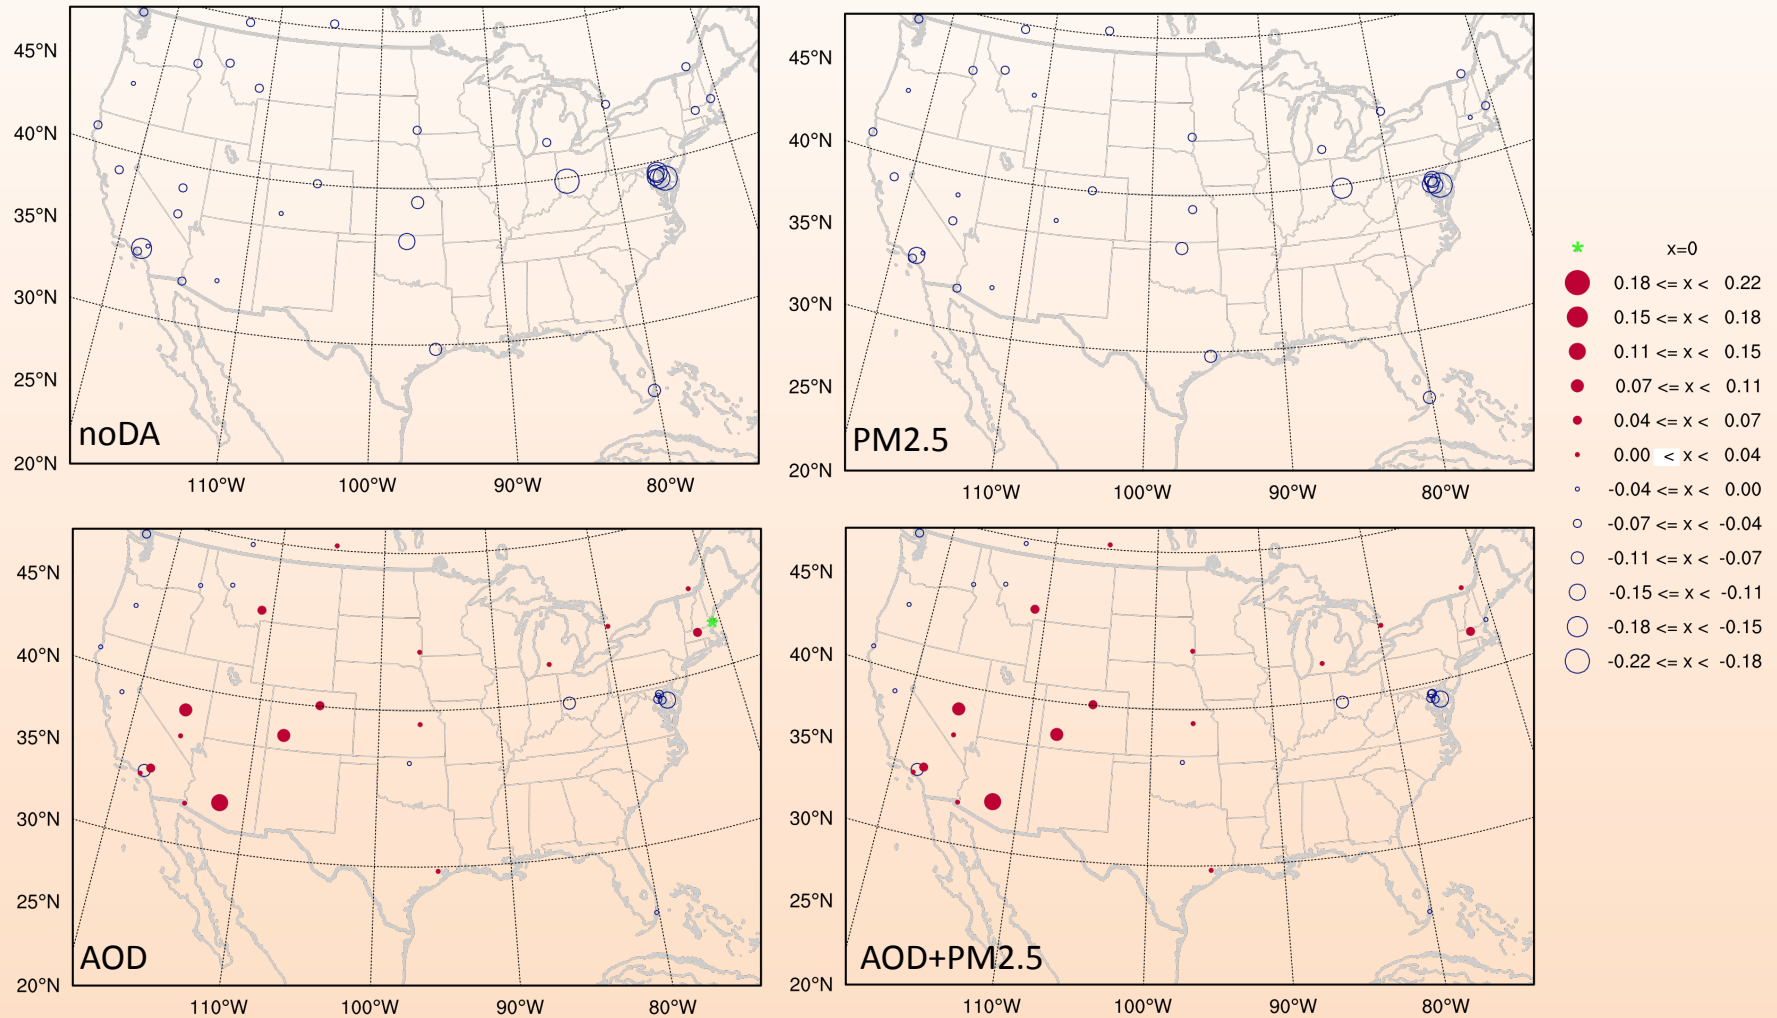 45°N
40°N
35°N
30°N
25°N
20°N
noDA
110°W 100°W 90°W 80°W
45°N
40°N
35°N
30°N
25°N
20°N
PM2.5
110°W 100°W 90°W 80°W
45°N
40°N
35°N
30°N
25°N
20°N
AOD
110°W 100°W 90°W 80°W
45°N
40°N
35°N
30°N
25°N
20°N
AOD+PM2.5
110°W 100°W 90°W 80°W
* x=0
0.18 <= x < 0.22
0.15 <= x < 0.18
0.11 <= x < 0.15
0.07 <= x < 0.11
0.04 <= x < 0.07
0.00 < x < 0.04
-0.04 <= x < 0.00
-0.07 <= x < -0.04
-0.11 <= x < -0.07
-0.15 <= x < -0.11
-0.18 <= x < -0.15
-0.22 <= x < -0.18